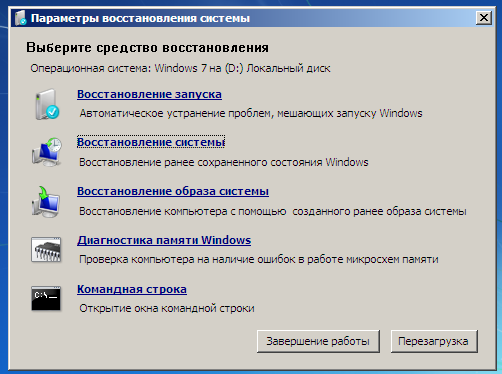 Параметры восстановления системы
Выберите средство восстановления
Операционная система: Windows 7 на (D:) Локальный диск
Восстановление запуска
Автоматическое устранение проблем, мешающих запуску Windows
Восстановление системы
Восстановление ранее сохраненного состояния Windows
Восстановление образа системы
Восстановление компьютера с помощью созданного ранее образа системы
Диагностика памяти Windows
Проверка компьютера на наличие ошибок в работе микросхем памяти
C:\_
Командная строка
Открытие окна командной строки
Завершение работы
Перезагрузка